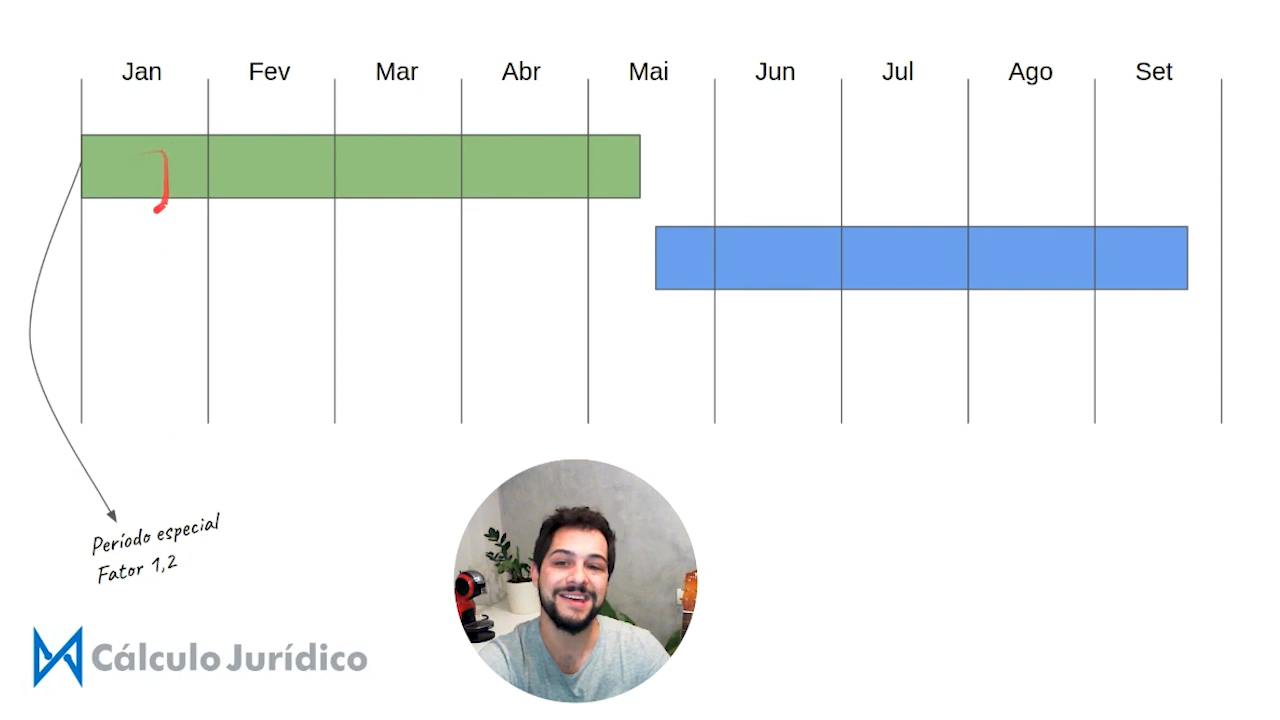 Jan Fev Mar Abr Mai Jun Jul Ago Set
Período especial
Fator 1,2
Cálculo Jurídico